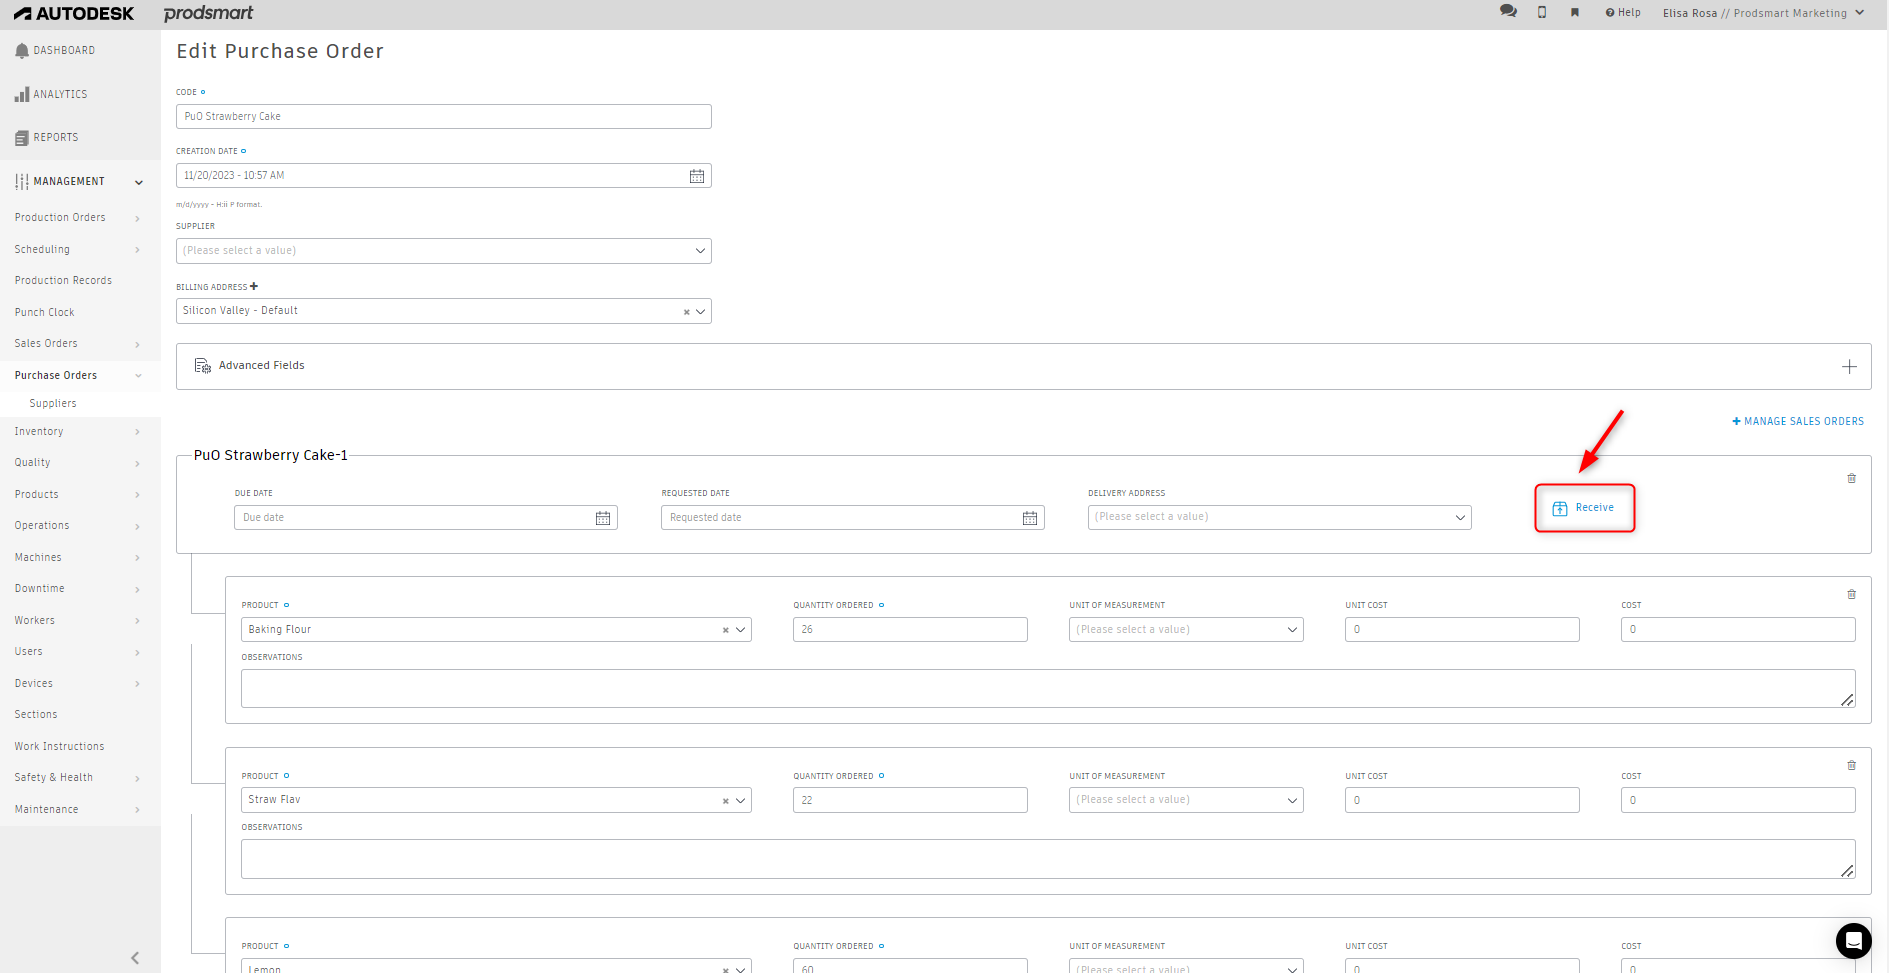 AUTODESK prodsmart Help Elisa Rosa // Prodsmart Marketing
DASHBOARD
ANALYTICS
REPORTS
MANAGEMENT
Production Orders
Scheduling
Production Records
Punch Clock
Sales Orders
Purchase Orders
Suppliers
Inventory
Quality
Products
Operations
Machines
Downtime
Workers
Users
Devices
Sections
Work Instructions
Safety & Health
Maintenance
Edit Purchase Order
CODE
PuO Strawberry Cake
CREATION DATE
11/20/2023 - 10:57 AM
m/d/yyyy - H:ii P format.
SUPPLIER
(Please select a value)
BILLING ADDRESS
Silicon Valley - Default
Advanced Fields
MANAGE SALES ORDERS
PuO Strawberry Cake-1
DUE DATE REQUESTED DATE DELIVERY ADDRESS
Due date Requested date (Please select a value) Receive
PRODUCT QUANTITY ORDERED UNIT OF MEASUREMENT UNIT COST COST
Baking Flour 26 (Please select a value) 0 0
OBSERVATIONS
PRODUCT QUANTITY ORDERED UNIT OF MEASUREMENT UNIT COST COST
Straw Flav 22 (Please select a value) 0 0
OBSERVATIONS
PRODUCT QUANTITY ORDERED UNIT OF MEASUREMENT UNIT COST COST
Lemon 60 (Please select a value) 0 0